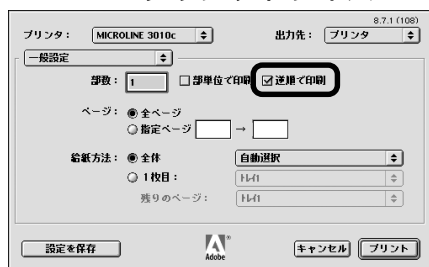 8.7.1 (108)
プリンタ： MICROLINE 3010c 出力先： プリンタ
一般設定
部数： 1 部単位で印刷 逆順で印刷
ページ： 全ページ
指定ページ →
給紙方法： 全体 自動選択
1 枚目： トレイ1
残りのページ： トレイ1
設定を保存 Adobe キャンセル プリント